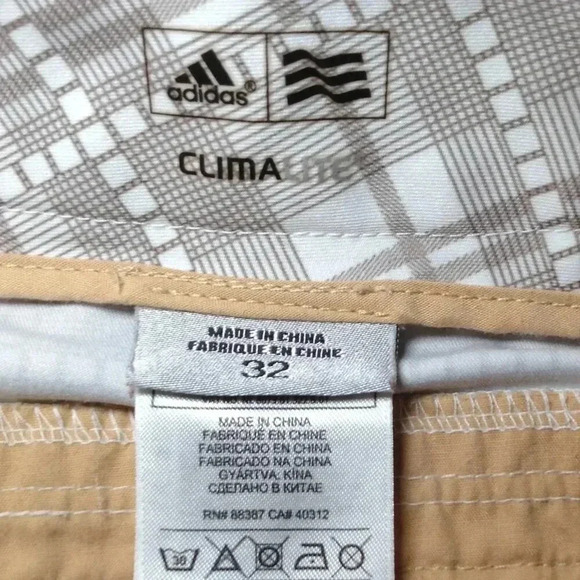 adidas®
CLIMALITE
MADE IN CHINA
FABRIQUE EN CHINE
32
MADE IN CHINA
FABRIQUÉ EN CHINE
FABRICADO EN CHINA
FABRICADO NA CHINA
GYÁRTVA: KÍNA
СДЕЛАНО В КИТАЕ
RN# 88387 CA# 40312
30